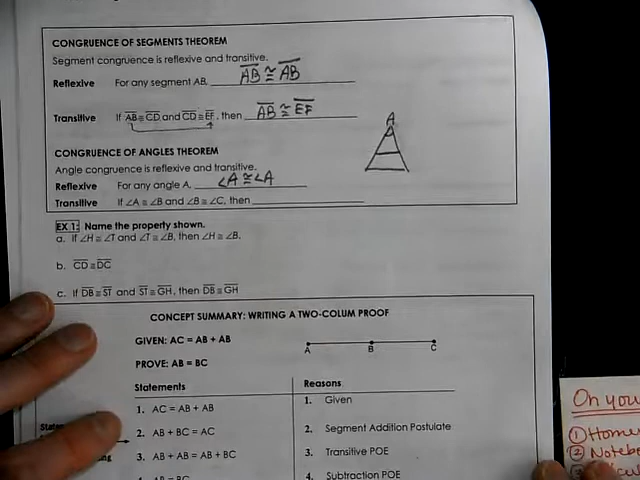 CONGRUENCE OF SEGMENTS THEOREM
Segment congruence is reflexive and transitive.
Reflexive For any segment AB, AB ≅ AB
Transitive If AB ≅ CD and CD ≅ EF, then AB ≅ EF
A
CONGRUENCE OF ANGLES THEOREM
Angle congruence is reflexive and transitive.
Reflexive For any angle A, ∠A ≅ ∠A
Transitive If ∠A ≅ ∠B and ∠B ≅ ∠C, then
EX 1: Name the property shown.
a. If ∠H ≅ ∠T and ∠T ≅ ∠B, then ∠H ≅ ∠B.
b. CD ≅ DC
c. If DB ≅ ST and ST ≅ GH, then DB ≅ GH
CONCEPT SUMMARY: WRITING A TWO-COLUM PROOF
GIVEN: AC = AB + AB
A B C
PROVE: AB = BC
Statements Reasons
1. AC = AB + AB 1. Given
2. AB + BC = AC 2. Segment Addition Postulate
3. AB + AB = AB + BC 3. Transitive POE
4. AB = BC 4. Subtraction POE
On you
① Home
② Noteb